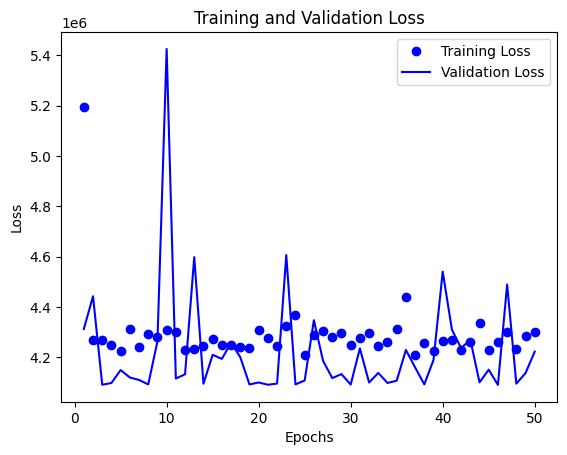 Training and Validation Loss
1e6
Training Loss
Validation Loss
5.4
5.2
5.0
4.8
4.6
4.4
4.2
Loss
0
10
20
30
40
50
Epochs